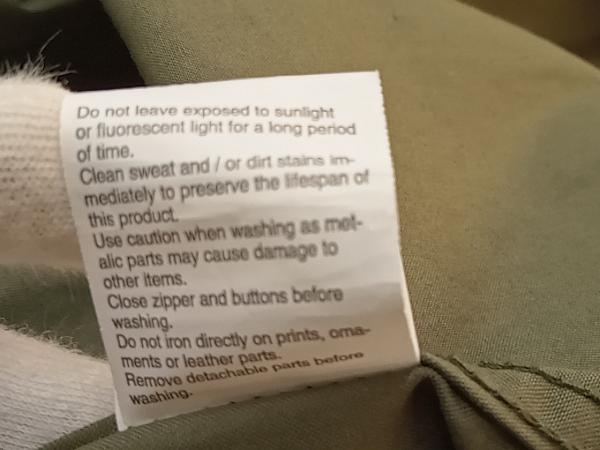 Do not leave exposed to sunlight
or fluorescent light for a long period
of time.
Clean sweat and / or dirt stains im-
mediately to preserve the lifespan of
this product.
Use caution when washing as met-
alic parts may cause damage to
other items.
Close zipper and buttons before
washing.
Do not iron directly on prints, orna-
ments or leather parts.
Remove detachable parts before
washing.